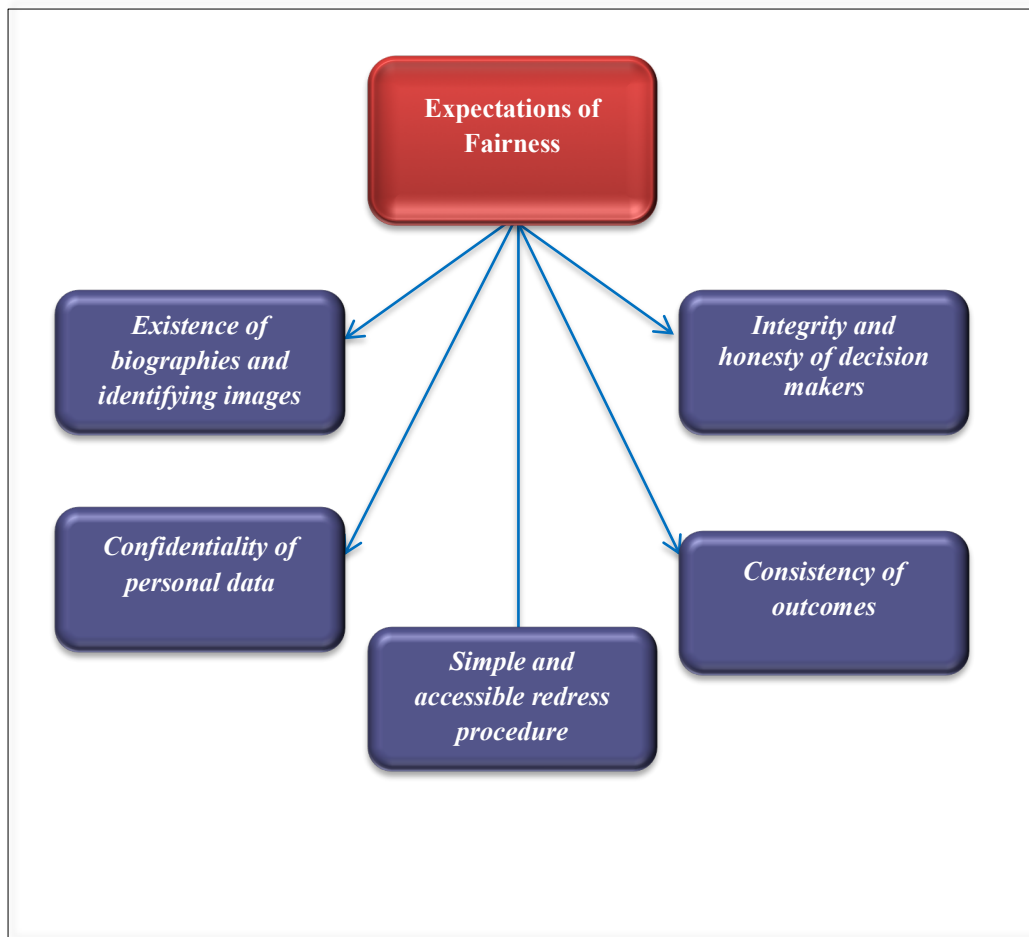 Expectations of
Fairness
Existence of
biographies and
identifying images
Integrity and
honesty of decision
makers
Confidentiality of
personal data
Consistency of
outcomes
Simple and
accessible redress
procedure